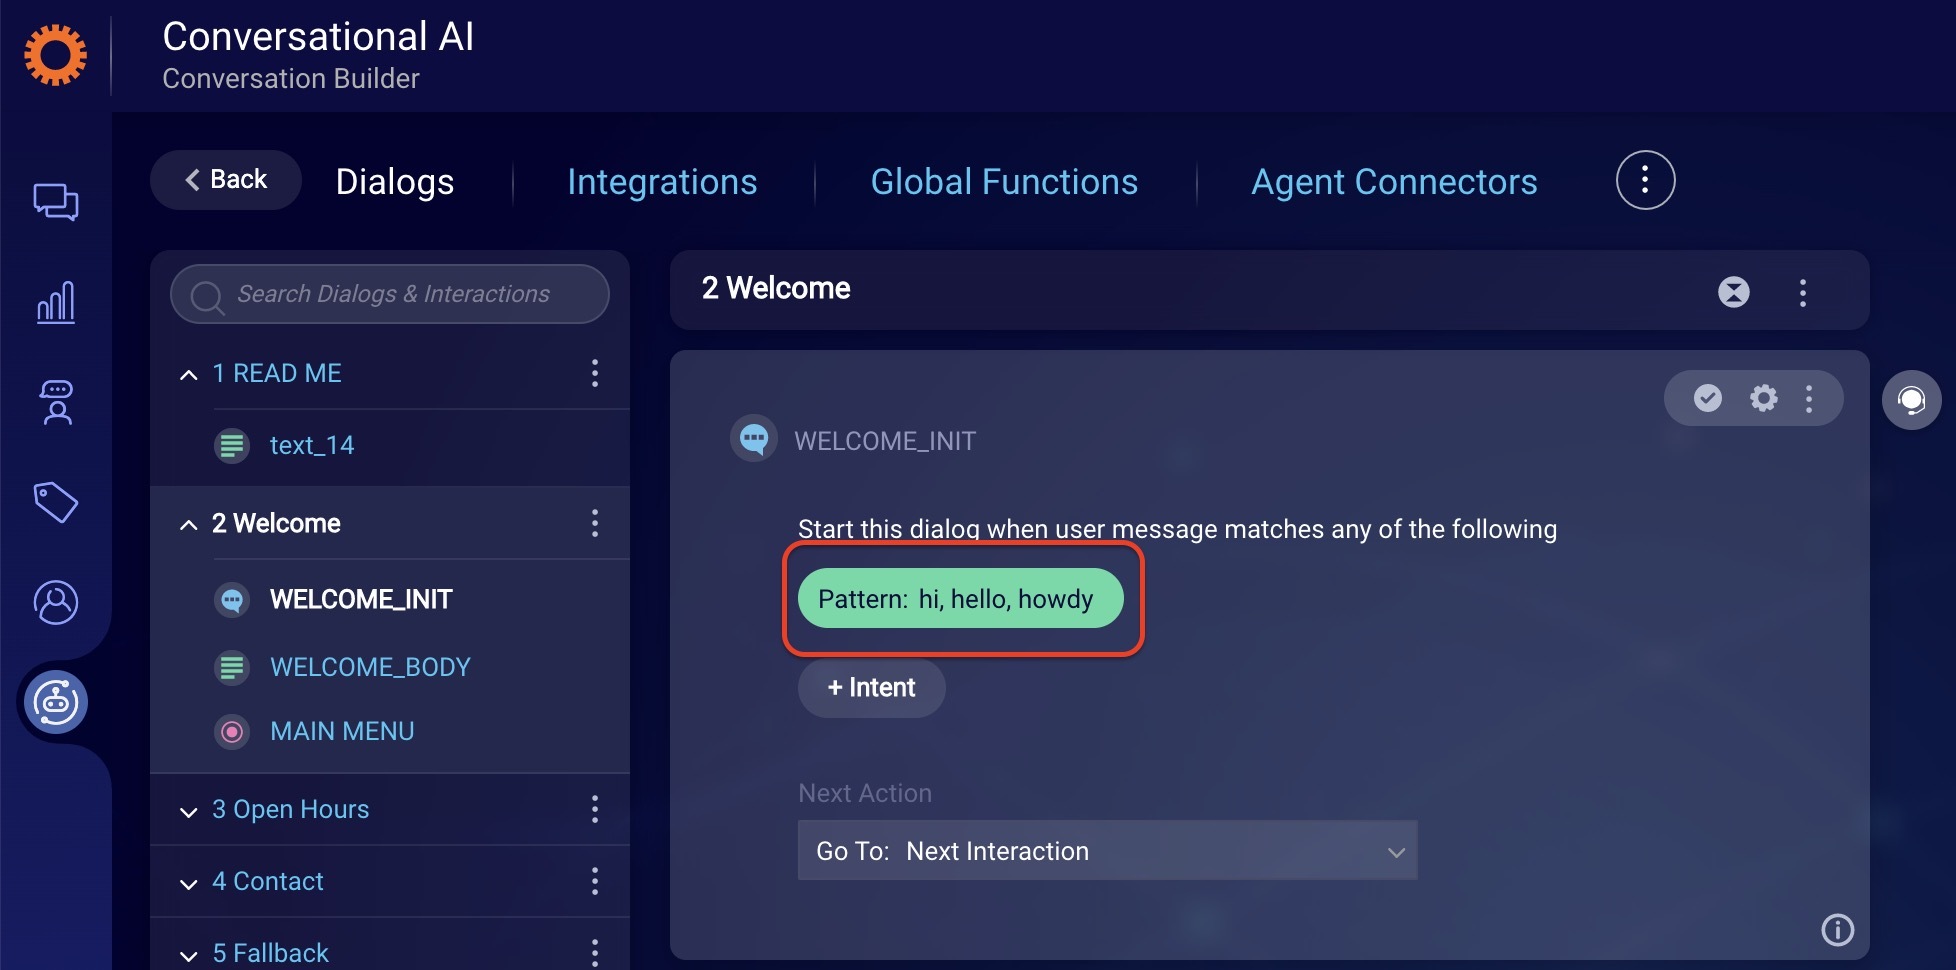 Conversational AI
Conversation Builder
Back
Dialogs
Integrations
Global Functions
Agent Connectors
Search Dialogs & Interactions
1 READ ME
text_14
2 Welcome
WELCOME_INIT
WELCOME_BODY
MAIN MENU
3 Open Hours
4 Contact
5 Fallback
2 Welcome
WELCOME_INIT
Start this dialog when user message matches any of the following
Pattern: hi, hello, howdy
+ Intent
Next Action
Go To: Next Interaction